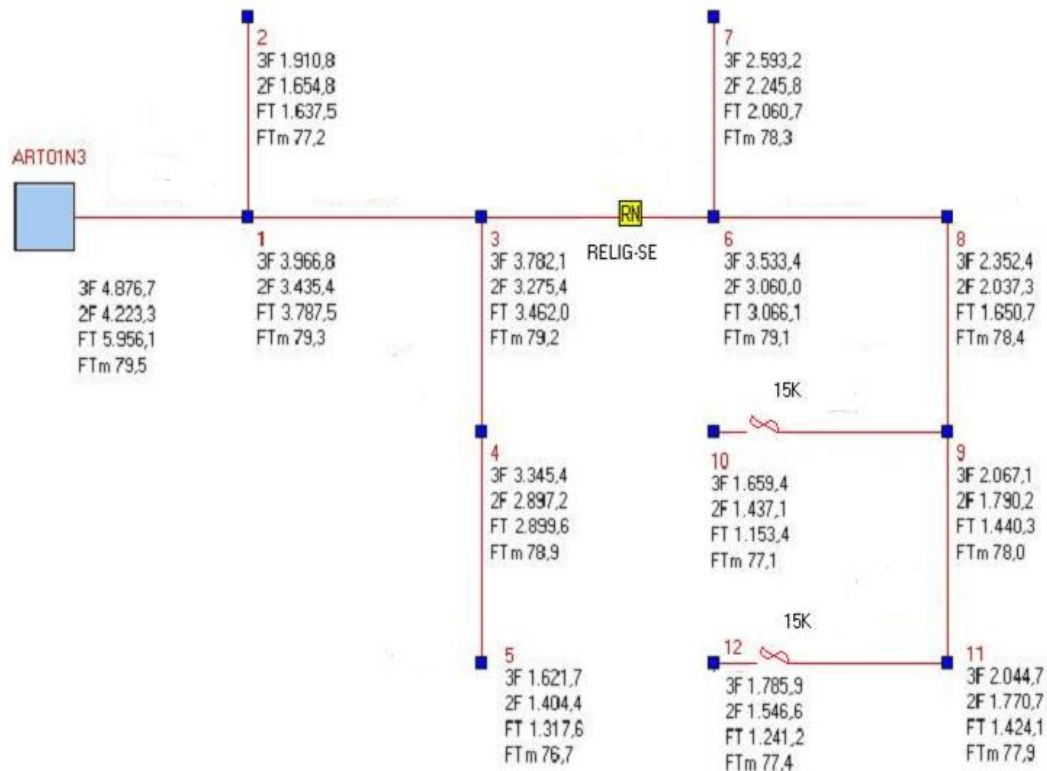 2
3F 1.910,8
2F 1.654,8
FT 1.637,5
FTm 77,2
7
3F 2.593,2
2F 2.245,8
FT 2.060,7
FTm 78,3
ART01N3
3F 4.876,7
2F 4.223,3
FT 5.956,1
FTm 79,5
1
3F 3.966,8
2F 3.435,4
FT 3.787,5
FTm 79,3
3
3F 3.782,1
2F 3.275,4
FT 3.462,0
FTm 79,2
RN
RELIG-SE
6
3F 3.533,4
2F 3.060,0
FT 3.066,1
FTm 79,1
8
3F 2.352,4
2F 2.037,3
FT 1.650,7
FTm 78,4
4
3F 3.345,4
2F 2.897,2
FT 2.899,6
FTm 78,9
15K
10
3F 1.659,4
2F 1.437,1
FT 1.153,4
FTm 77,1
9
3F 2.067,1
2F 1.790,2
FT 1.440,3
FTm 78,0
5
3F 1.621,7
2F 1.404,4
FT 1.317,6
FTm 76,7
15K
12
3F 1.785,9
2F 1.546,6
FT 1.241,2
FTm 77,4
11
3F 2.044,7
2F 1.770,7
FT 1.424,1
FTm 77,9